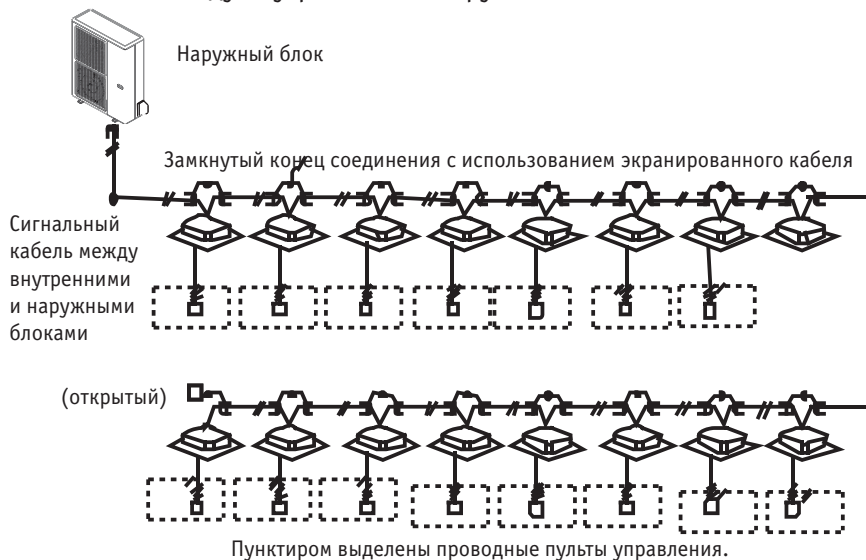 Наружный блок
Замкнутый конец соединения с использованием экранированного кабеля
Сигнальный
кабель между
внутренними
и наружными
блоками
(открытый)
Пунктиром выделены проводные пульты управления.